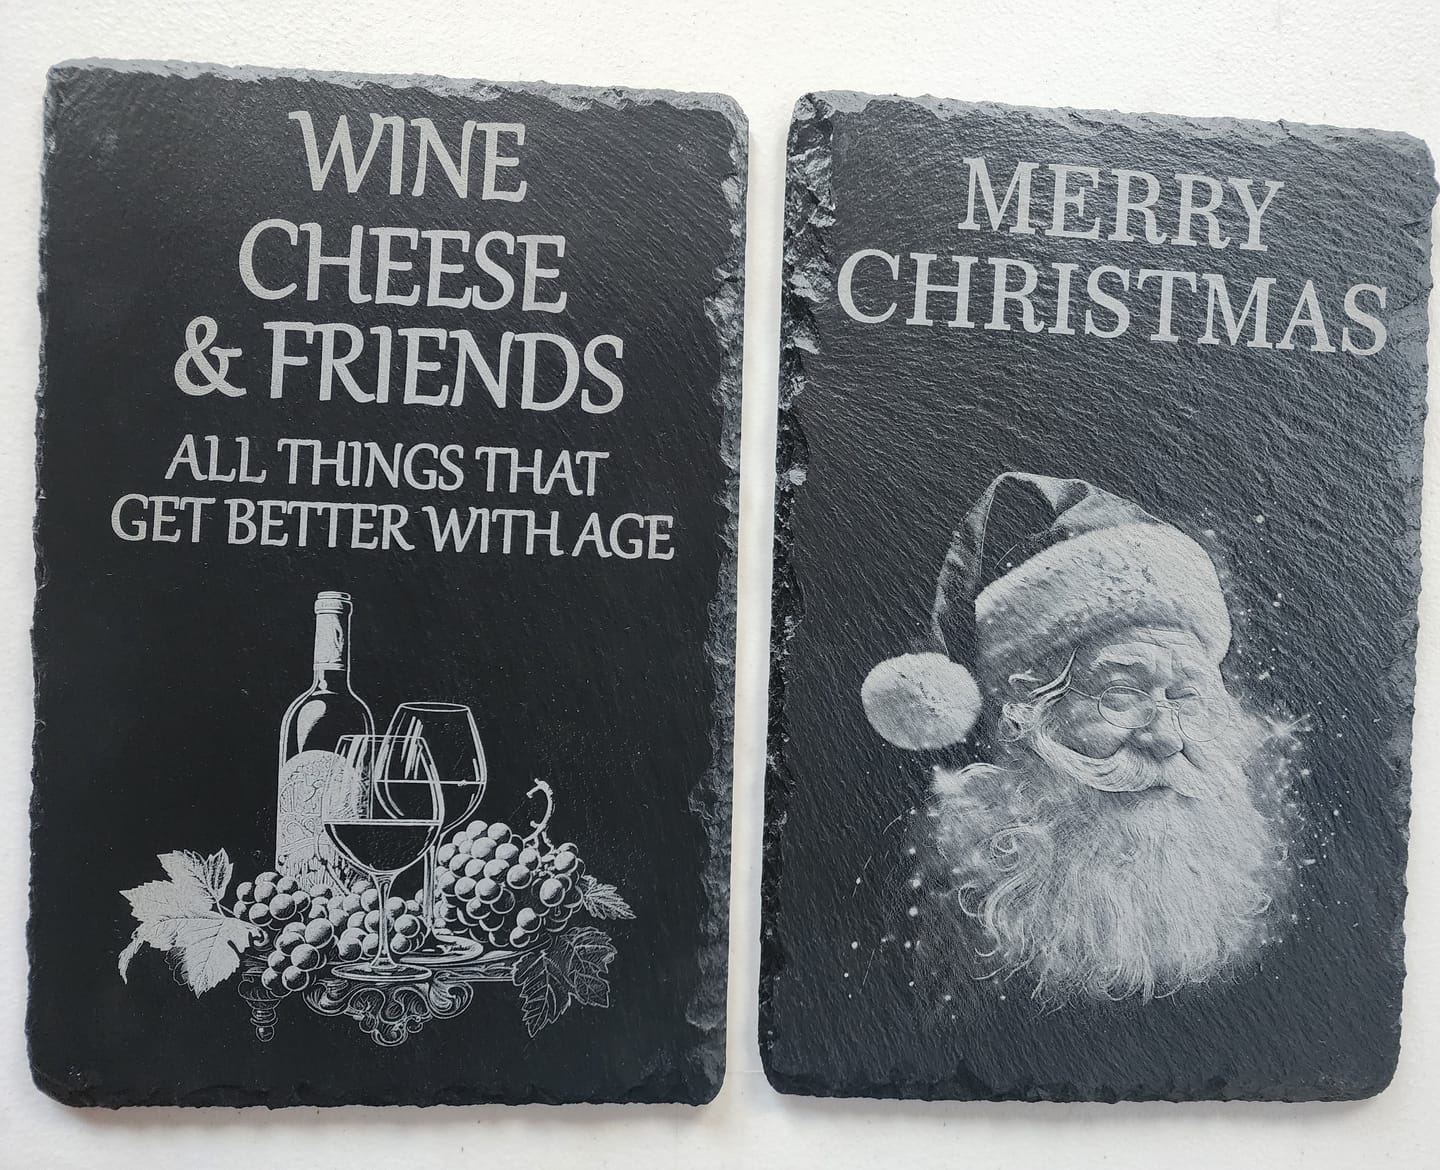 WINE
CHEESE
& FRIENDS
ALL THINGS THAT
GET BETTER WITH AGE
MERRY
CHRISTMAS